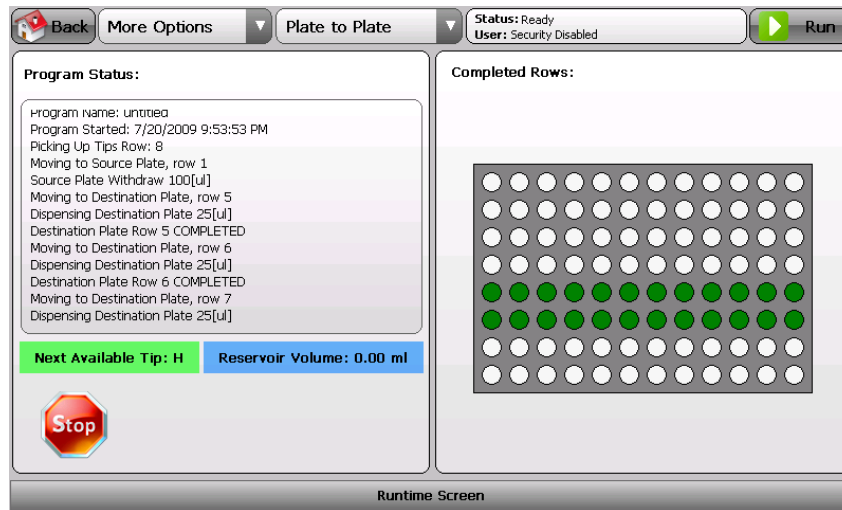 Back
More Options
Plate to Plate
Status: Ready
User: Security Disabled
Run
Program Status:
Program Name: untitled
Program Started: 7/20/2009 9:53:53 PM
Picking Up Tips Row: 8
Moving to Source Plate, row 1
Source Plate Withdraw 100[ul]
Moving to Destination Plate, row 5
Dispensing Destination Plate 25[ul]
Destination Plate Row 5 COMPLETED
Moving to Destination Plate, row 6
Dispensing Destination Plate 25[ul]
Destination Plate Row 6 COMPLETED
Moving to Destination Plate, row 7
Dispensing Destination Plate 25[ul]
Next Available Tip: H
Reservoir Volume: 0.00 ml
Stop
Completed Rows:
Runtime Screen